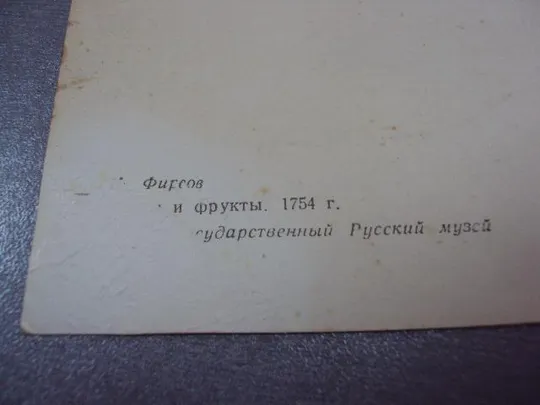 Фирсов
и фрукты. 1754 г.
сударственный Русский музей